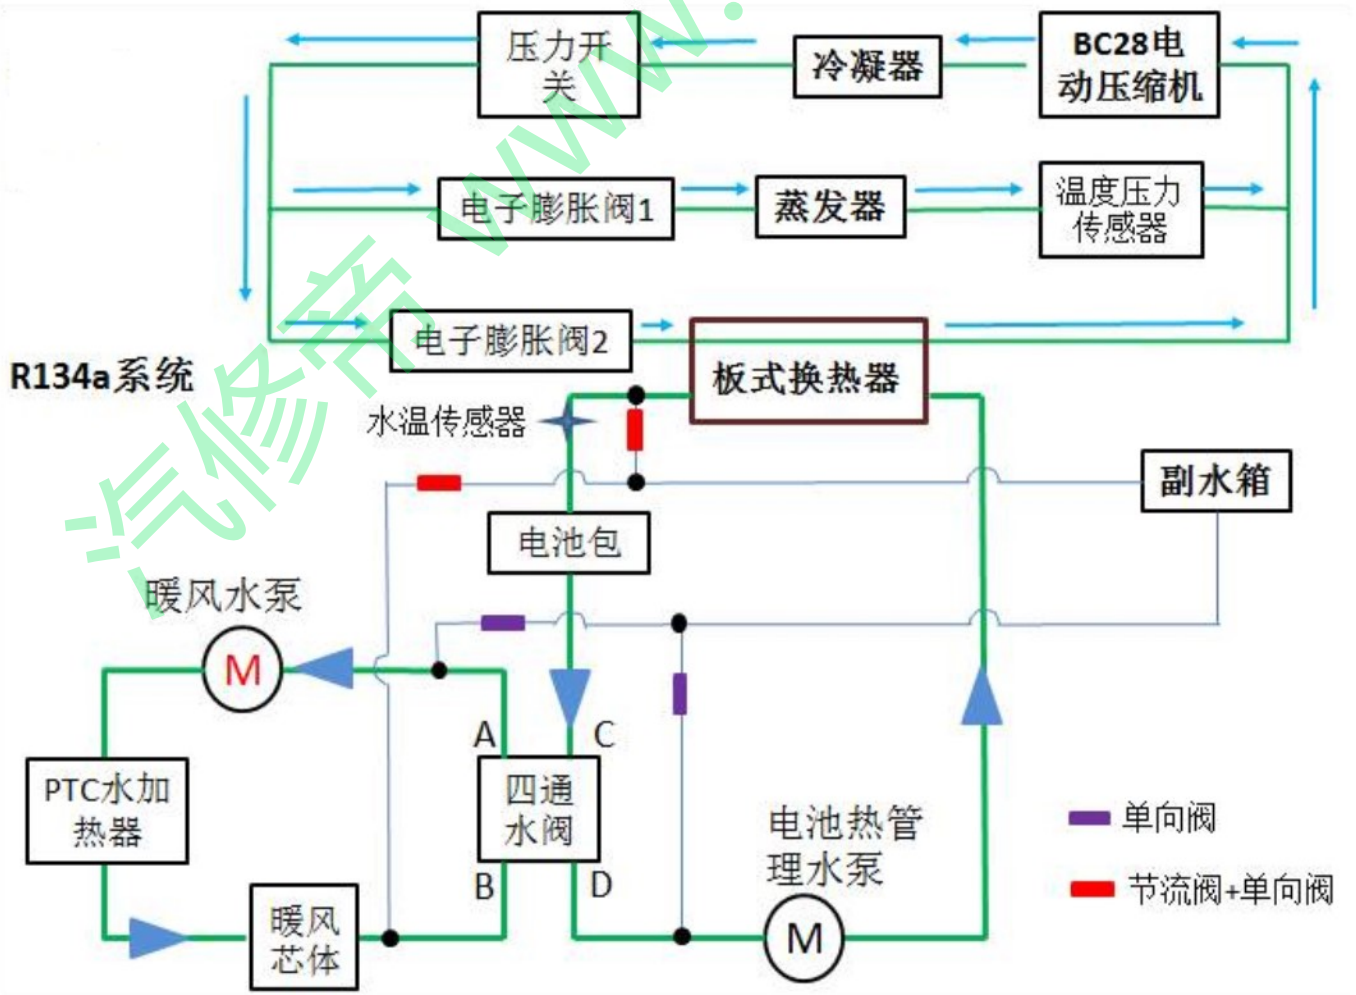 压力开
关
冷凝器
BC28电
动压缩机
电子膨胀阀1
蒸发器
温度压力
传感器
电子膨胀阀2
板式换热器
R134a系统
水温传感器
副水箱
电池包
暖风水泵
M
A
C
PTC水加
热器
四通
水阀
B
D
电池热管
理水泵
M
暖风
芯体
单向阀
节流阀+单向阀
汽修帝 www.